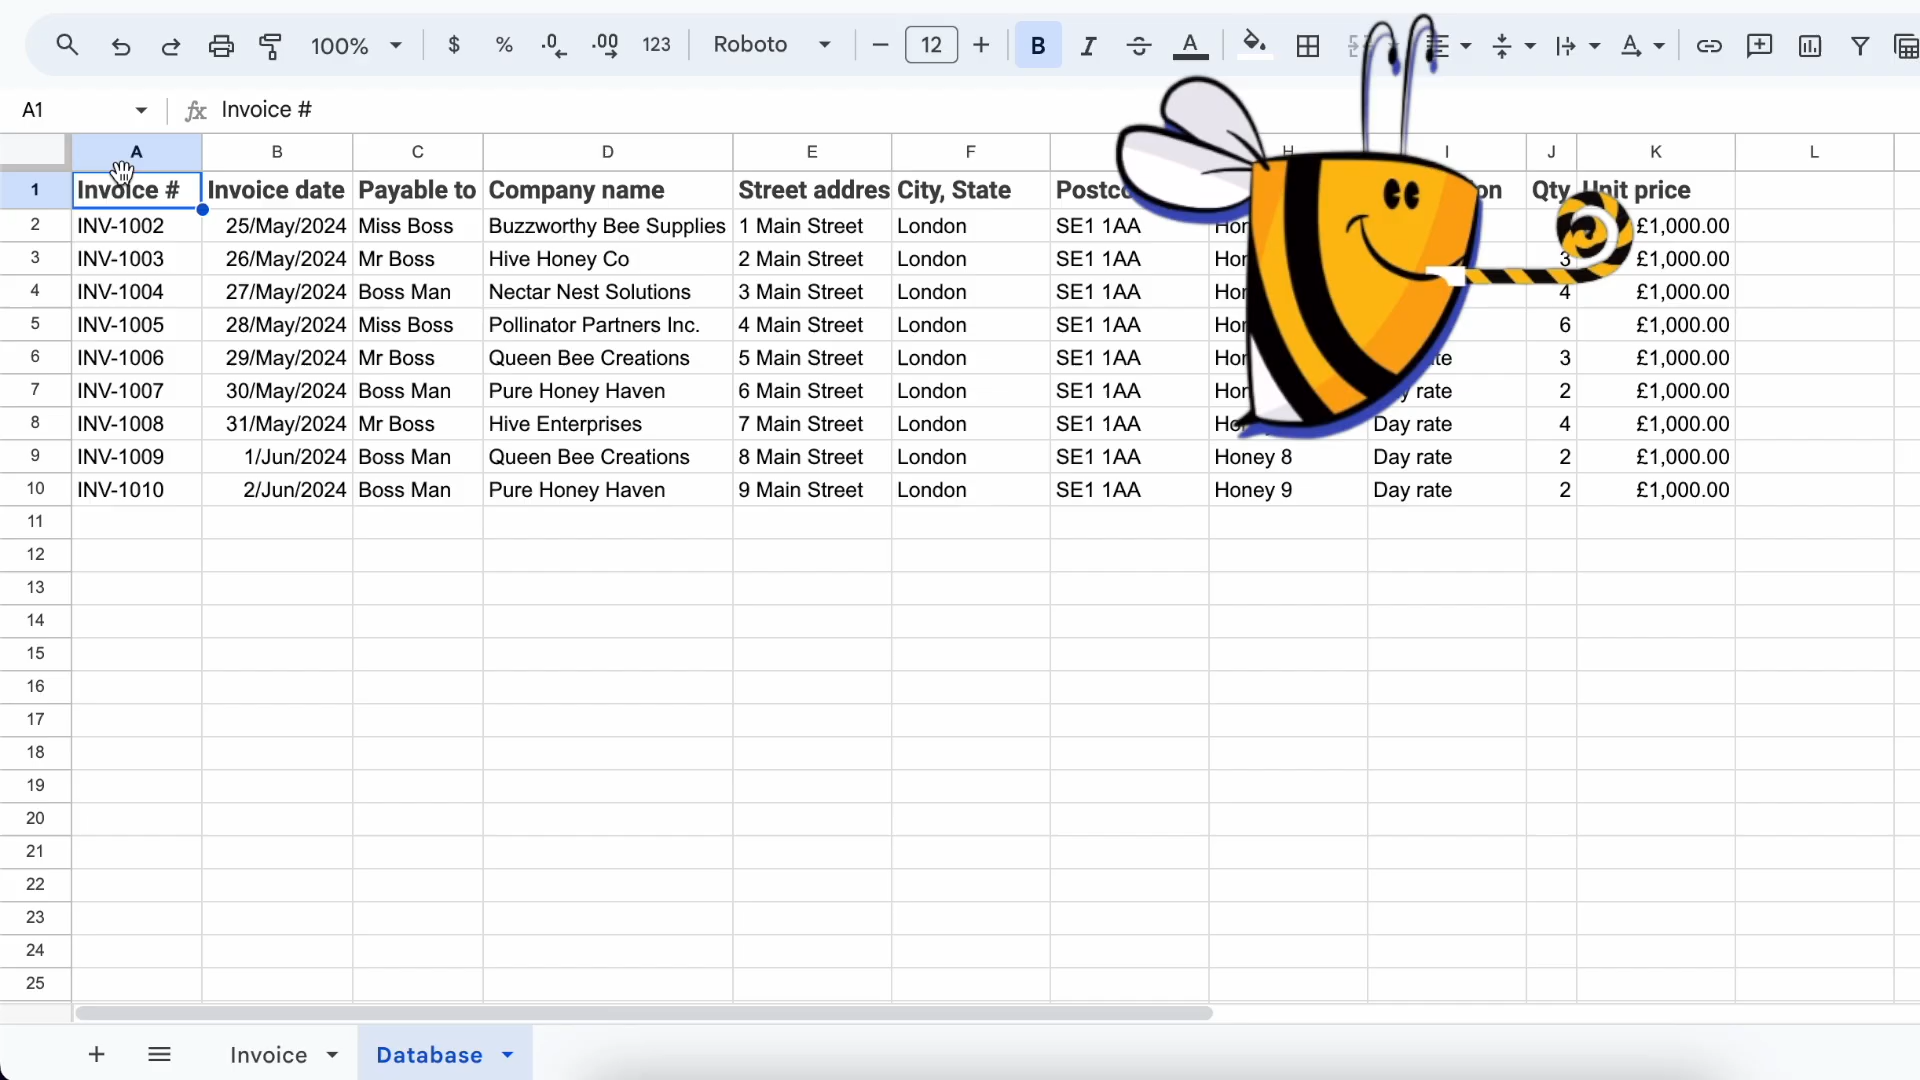 100% $ % .0 .00 123 Roboto 12 B I S A A
A1 fx Invoice #
A B C D E F H I J K L
1 Invoice # Invoice date Payable to Company name Street addres City, State Qty Unit price
2 INV-1002 25/May/2024 Miss Boss Buzzworthy Bee Supplies 1 Main Street London SE1 1AA £1,000.00
3 INV-1003 26/May/2024 Mr Boss Hive Honey Co 2 Main Street London SE1 1AA 3 £1,000.00
4 INV-1004 27/May/2024 Boss Man Nectar Nest Solutions 3 Main Street London SE1 1AA 4 £1,000.00
5 INV-1005 28/May/2024 Miss Boss Pollinator Partners Inc. 4 Main Street London SE1 1AA 6 £1,000.00
6 INV-1006 29/May/2024 Mr Boss Queen Bee Creations 5 Main Street London SE1 1AA 3 £1,000.00
7 INV-1007 30/May/2024 Boss Man Pure Honey Haven 6 Main Street London SE1 1AA rate 2 £1,000.00
8 INV-1008 31/May/2024 Mr Boss Hive Enterprises 7 Main Street London SE1 1AA Day rate 4 £1,000.00
9 INV-1009 1/Jun/2024 Boss Man Queen Bee Creations 8 Main Street London SE1 1AA Honey 8 Day rate 2 £1,000.00
10 INV-1010 2/Jun/2024 Boss Man Pure Honey Haven 9 Main Street London SE1 1AA Honey 9 Day rate 2 £1,000.00
11
12
13
14
15
16
17
18
19
20
21
22
23
24
25
+ Invoice Database